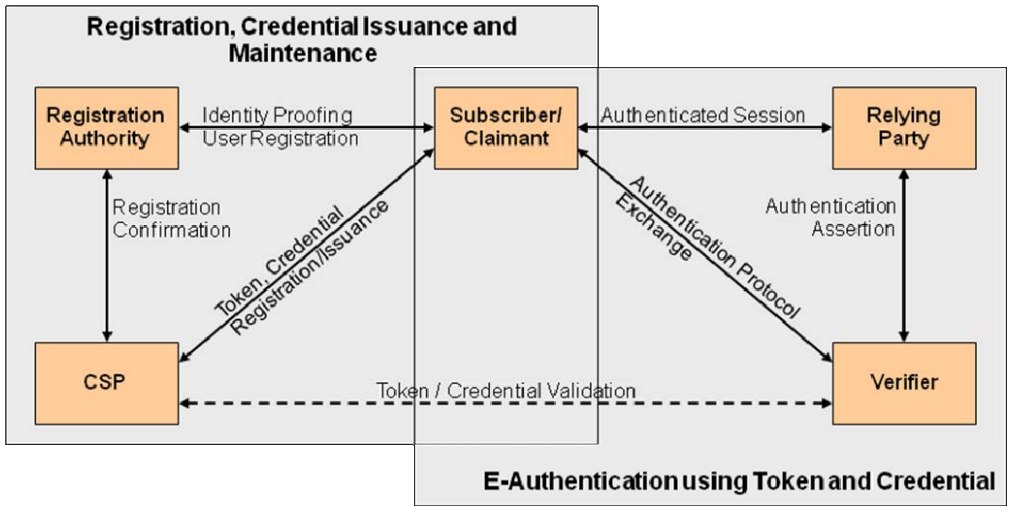 Registration, Credential Issuance and
Maintenance
Registration
Authority
Identity Proofing
User Registration
Subscriber/
Claimant
Authenticated Session
Relying
Party
Registration
Confirmation
Token, Credential
Registration/Issuance
Authentication Protocol
Exchange
Authentication
Assertion
CSP
Token / Credential Validation
Verifier
E-Authentication using Token and Credential